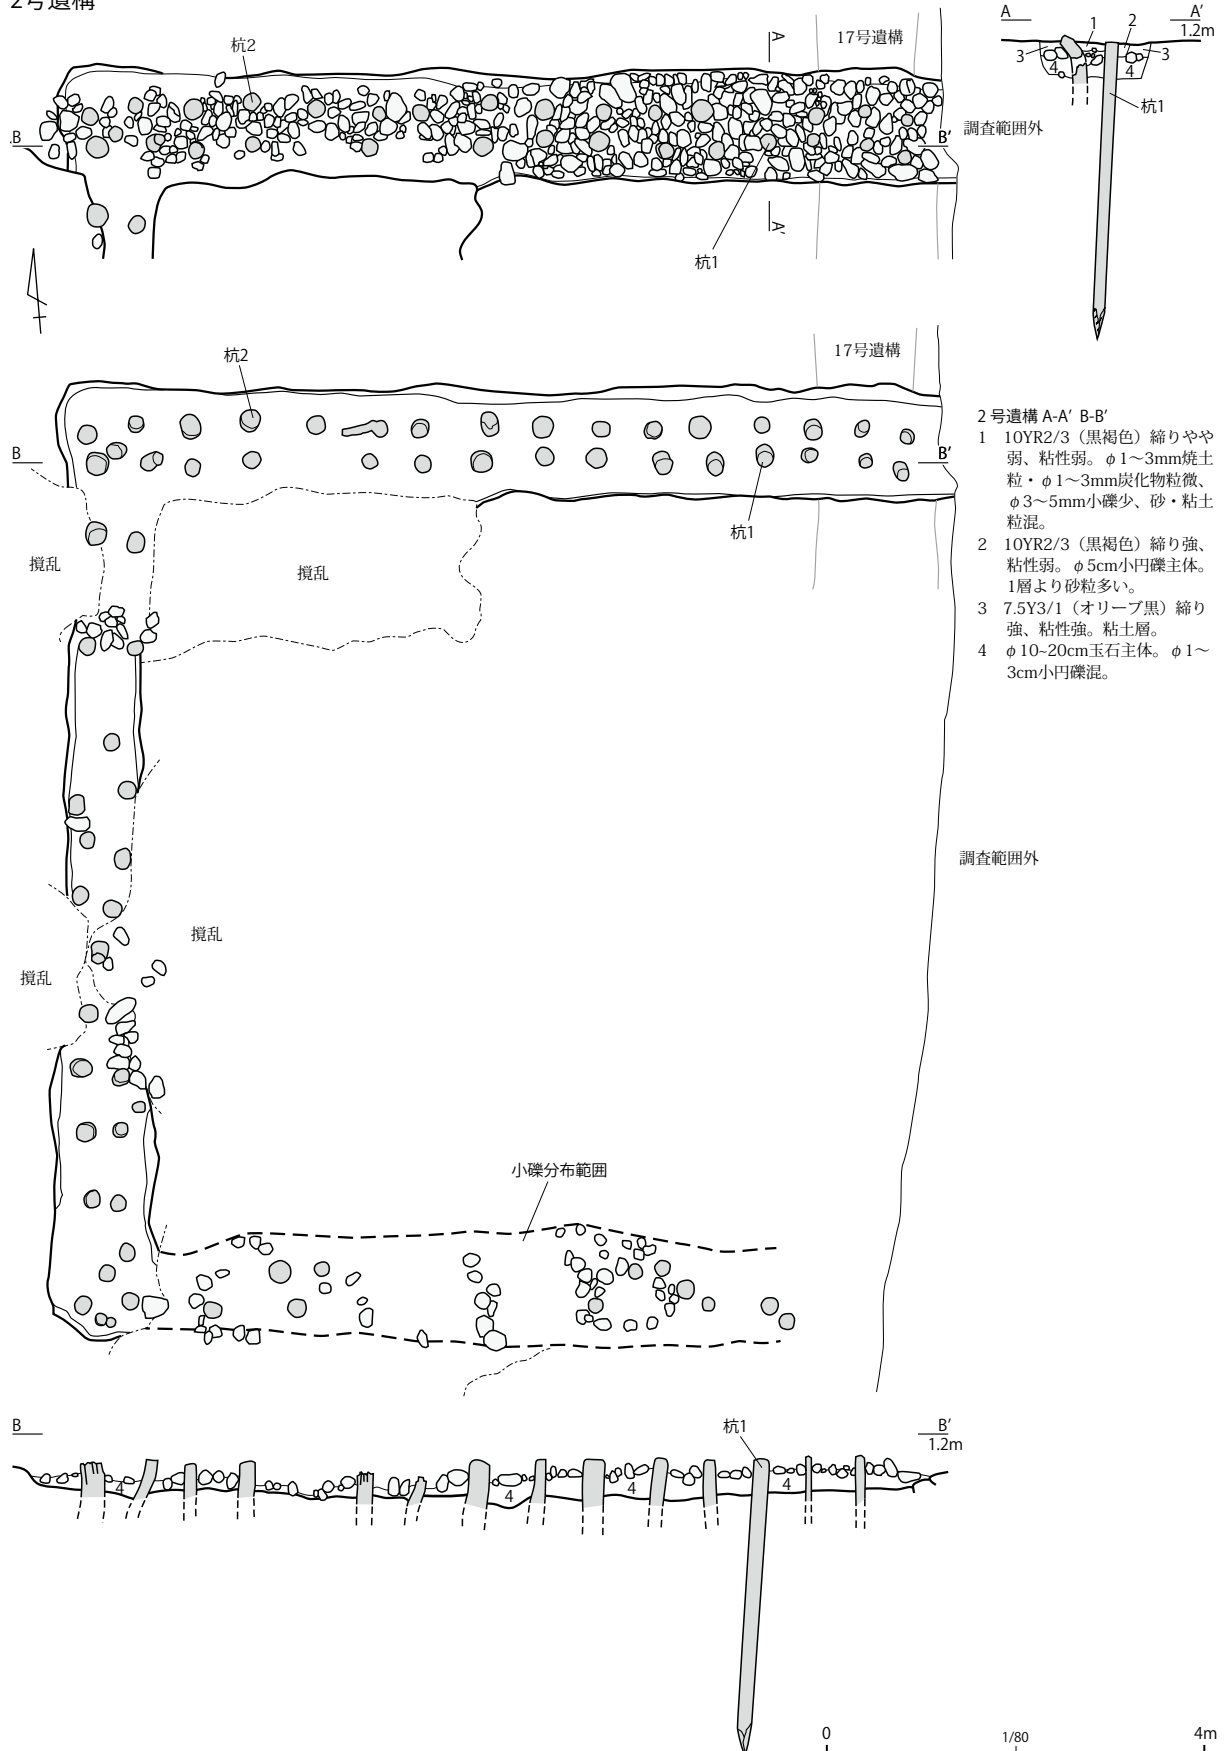 2号遺構
杭2
A
17号遺構
.B
B′
調査範囲外
A′
杭1
A
A′
1.2m
1
2
3
3
4
4
杭1
杭2
17号遺構
B
B′
杭1
撹乱
撹乱
撹乱
撹乱
調査範囲外
小礫分布範囲
2 号遺構 A-A′ B-B′
1 10YR2/3（黒褐色）締りやや
弱、粘性弱。φ1〜3mm焼土
粒・φ1〜3mm炭化物粒微、
φ3〜5mm小礫少、砂・粘土
粒混。
2 10YR2/3（黒褐色）締り強、
粘性弱。φ5cm小円礫主体。
1層より砂粒多い。
3 7.5Y3/1（オリーブ黒）締り
強、粘性強。粘土層。
4 φ10~20cm玉石主体。φ1〜
3cm小円礫混。
B
杭1
B′
1.2m
4
4
4
4
0
1/80
4m